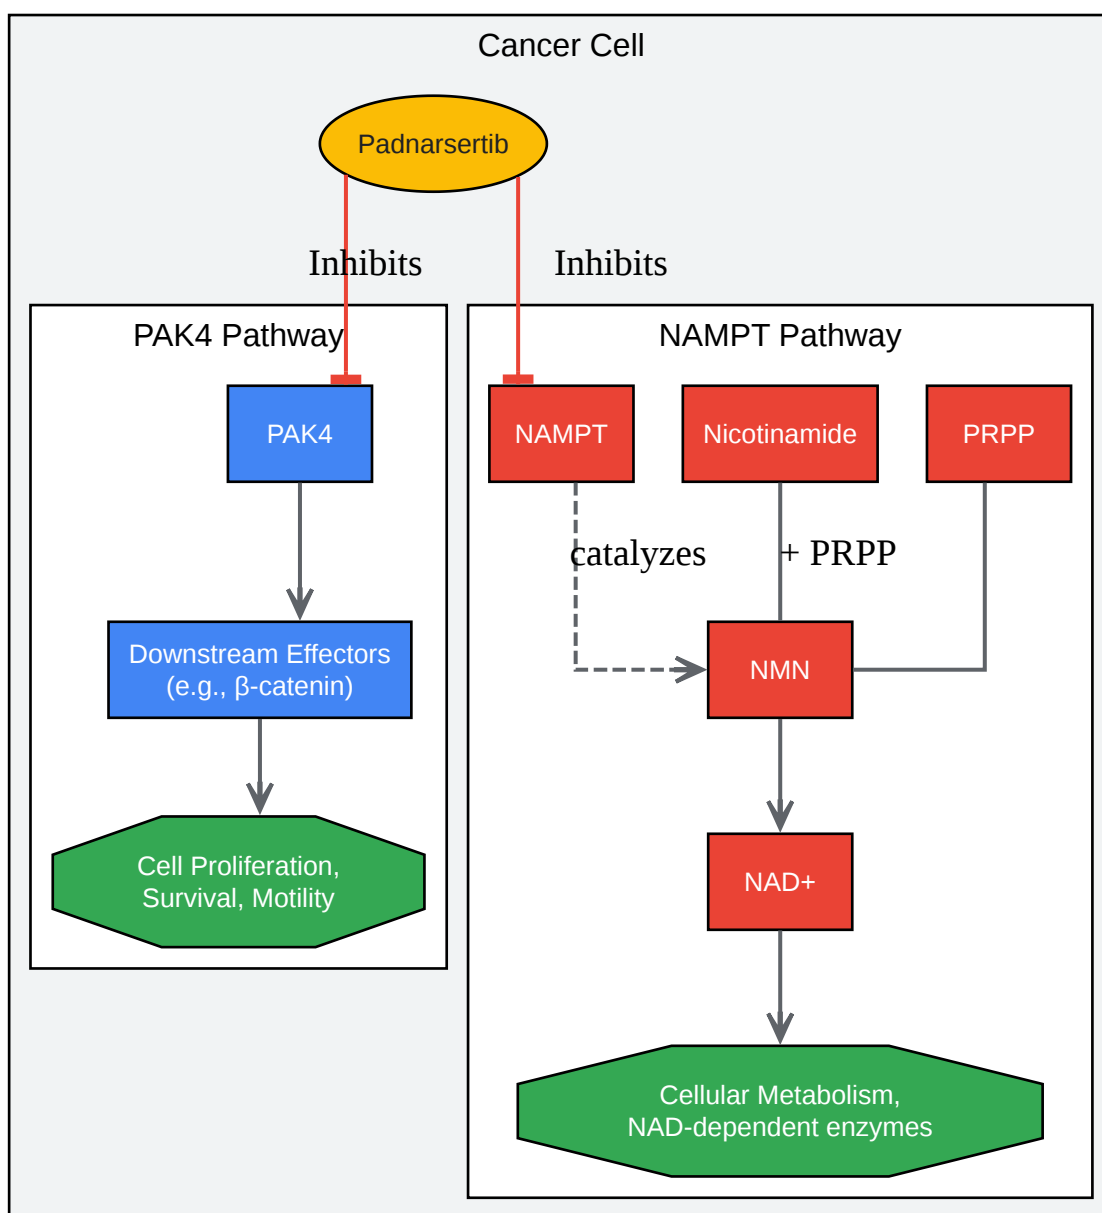 Cancer Cell
Padnarsertib
Inhibits
Inhibits
PAK4 Pathway
NAMPT Pathway
PAK4
NAMPT
Nicotinamide
PRPP
catalyzes
+ PRPP
Downstream Effectors
(e.g., β-catenin)
NMN
Cell Proliferation,
Survival, Motility
NAD+
Cellular Metabolism,
NAD-dependent enzymes